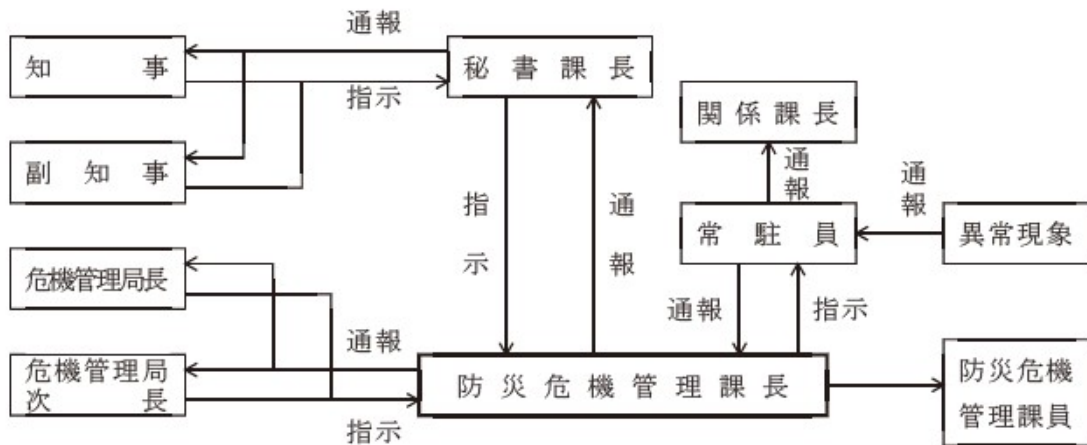 通報
知事
秘書課長
指示
関係課長
副知事
通報
通報
指示
通報
常駐員
異常現象
危機管理局長
通報
指示
通報
危機管理局
次長
防災危機管理課長
防災危機
管理課員
指示